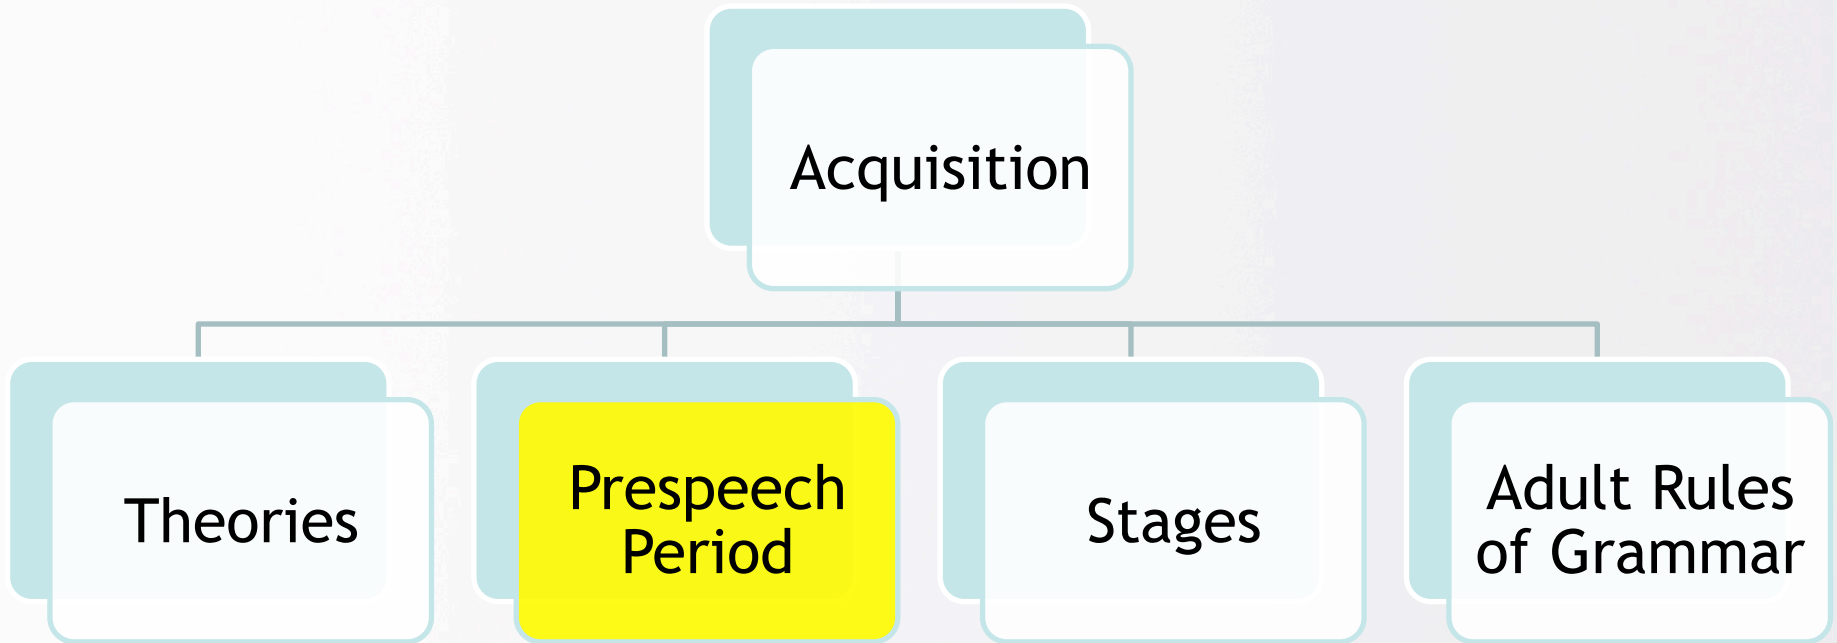 Acquisition
Theories
Prespeech
Period
Stages
Adult Rules
of Grammar